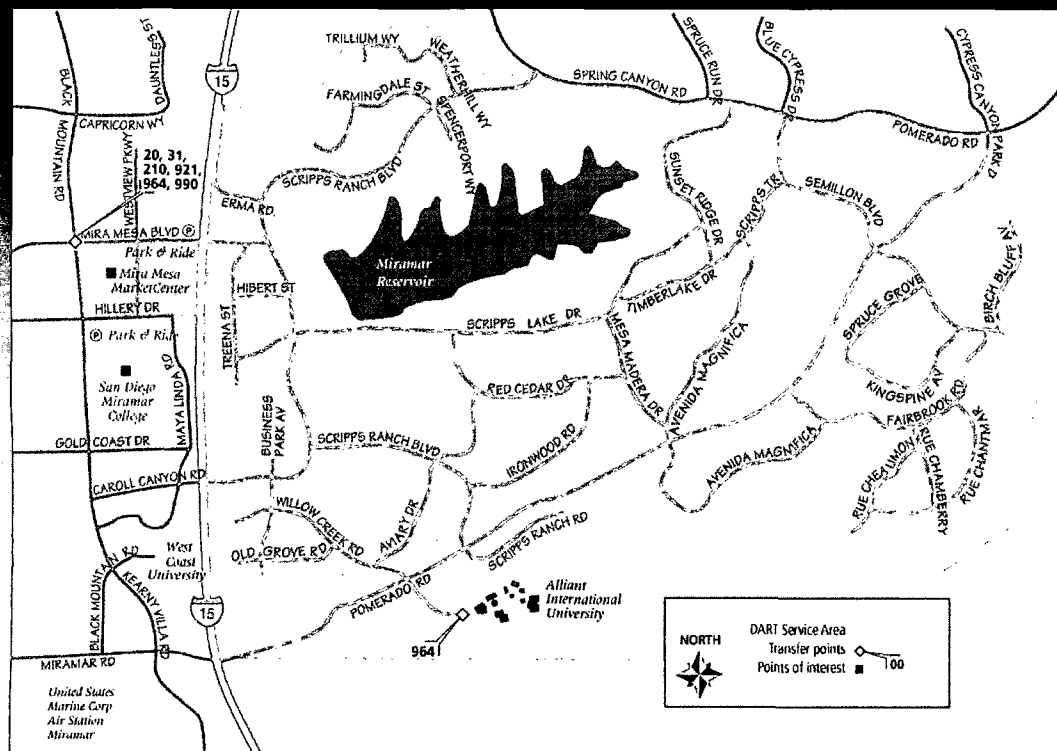 BLACK
MOUNTAIN RD
DAUNTLESS ST
CAPRICORN WY
WESTVIEW PKWY
20, 31,
210, 921,
964, 990
MIRA MESA BLVD P
Park & Ride
Mira Mesa
MarketCenter
HILLERY DR
P Park & Ride
San Diego
Miramar
College
MAYA LINDA RD
GOLD COAST DR
CAROLL CANYON RD
West
Coast
University
BLACK MOUNTAIN RD
KEARNY VILLA RD
MIRAMAR RD
United States
Marine Corp
Air Station
Miramar
15
15
TRILLIUM WY
WEATHERHILL WY
FARMINGDALE ST
SPENCERPORT WY
SCRIPPS RANCH BLVD
ERMA RD.
HIBERT ST
TREENA ST
BUSINESS
PARK AV
Miramar
Reservoir
SPRING CANYON RD
SPRUCE RUN DR
BLUE CYPRESS DR
CYPRESS CANYON
PARK D
POMERADO RD
SUNSET RIDGE DR
SCRIPPS TR
SEMILLON BLVD
TIMBERLAKE DR
SCRIPPS LAKE DR
MESA MADERA DR
AVENIDA MAGNIFICA
RED CEDAR DR
IRONWOOD RD
SCRIPPS RANCH BLVD
SPRUCE GROVE
BIRCH BLUFF AV
KINGSPINE AV
FAIRBROOK RD
AVENIDA MAGNIFICA
RUE CHEAUMON
RUE CHAMBERRY
RUE CHANTMAR
WILLOW CREEK RD
OLD GROVE RD
AVIARY DR
SCRIPPS RANCH RD
POMERADO RD
964
Alliant
International
University
NORTH
DART Service Area
Transfer points
00
Points of interest